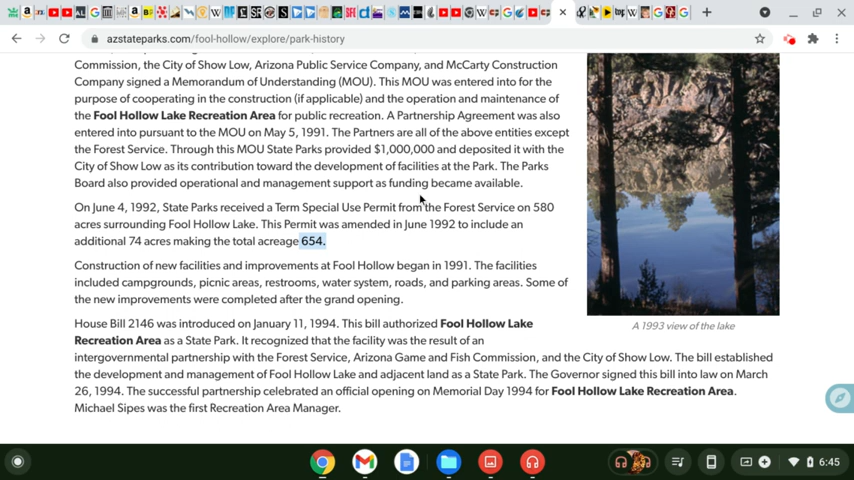 azstateparks.com/fool-hollow/explore/park-history
Commission, the City of Show Low, Arizona Public Service Company, and McCarty Construction
Company signed a Memorandum of Understanding (MOU). This MOU was entered into for the
purpose of cooperating in the construction (if applicable) and the operation and maintenance of
the Fool Hollow Lake Recreation Area for public recreation. A Partnership Agreement was also
entered into pursuant to the MOU on May 5, 1991. The Partners are all of the above entities except
the Forest Service. Through this MOU State Parks provided $1,000,000 and deposited it with the
City of Show Low as its contribution toward the development of facilities at the Park. The Parks
Board also provided operational and management support as funding became available.
On June 4, 1992, State Parks received a Term Special Use Permit from the Forest Service on 580
acres surrounding Fool Hollow Lake. This Permit was amended in June 1992 to include an
additional 74 acres making the total acreage 654.
Construction of new facilities and improvements at Fool Hollow began in 1991. The facilities
included campgrounds, picnic areas, restrooms, water system, roads, and parking areas. Some of
the new improvements were completed after the grand opening.
A 1993 view of the lake
House Bill 2146 was introduced on January 11, 1994. This bill authorized Fool Hollow Lake
Recreation Area as a State Park. It recognized that the facility was the result of an
intergovernmental partnership with the Forest Service, Arizona Game and Fish Commission, and the City of Show Low. The bill established
the development and management of Fool Hollow Lake and adjacent land as a State Park. The Governor signed this bill into law on March
26, 1994. The successful partnership celebrated an official opening on Memorial Day 1994 for Fool Hollow Lake Recreation Area.
Michael Sipes was the first Recreation Area Manager.
6:45